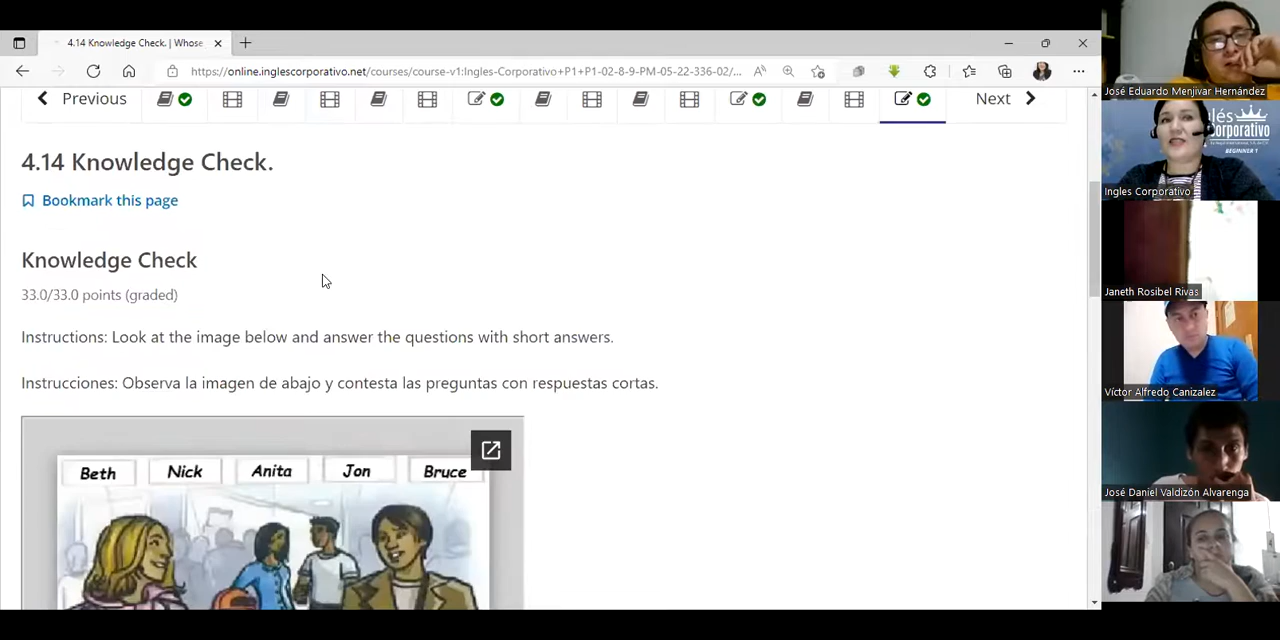 4.14 Knowledge Check. | Whose
https://online.inglescorporativo.net/courses/course-v1:Ingles-Corporativo+P1+P1-02-8-9-PM-05-22-336-02/...
Previous
Next
4.14 Knowledge Check.
Bookmark this page
Knowledge Check
33.0/33.0 points (graded)
Instructions: Look at the image below and answer the questions with short answers.
Instrucciones: Observa la imagen de abajo y contesta las preguntas con respuestas cortas.
Beth Nick Anita Jon Bruce
José Eduardo Menjivar Hernández
lés
Corporativo
BEGINNER 1
Ingles Corporativo
Janeth Rosibel Rivas
Víctor Alfredo Canizalez
José Daniel Valdizón Alvarenga